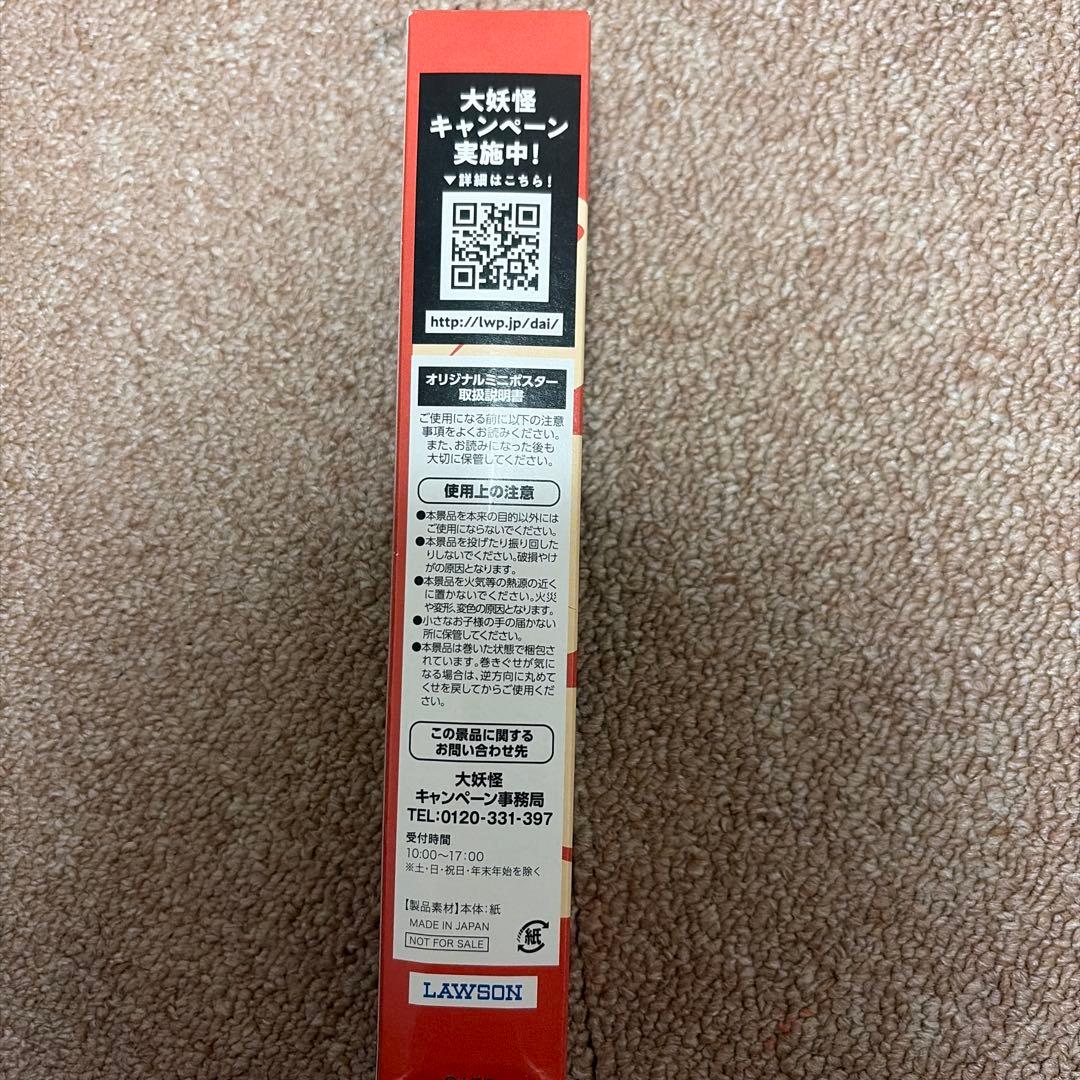 大妖怪
キャンペーン
実施中!
▼詳細はこちら!
http://lwp.jp/dai/
オリジナルミニポスター
取扱説明書
ご使用になる前に以下の注意
事項をよくお読みください。
また、お読みになった後も
大切に保管してください。
使用上の注意
●本景品を本来の目的以外には
ご使用にならないでください。
●本景品を投げたり振り回した
りしないでください。破損やけ
がの原因となります。
●本景品を火気等の熱源の近く
に置かないでください。火災
や変形、変色の原因となります。
●小さなお子様の手の届かない
所に保管してください。
●本景品は巻いた状態で梱包さ
れています。巻きぐせが気に
なる場合は、逆方向に丸めて
くせを戻してからご使用くだ
さい。
この景品に関する
お問い合わせ先
大妖怪
キャンペーン事務局
TEL:0120-331-397
受付時間
10:00〜17:00
※土・日・祝日・年末年始を除く
【製品素材】本体:紙
MADE IN JAPAN
NOT FOR SALE
紙
LAWSON